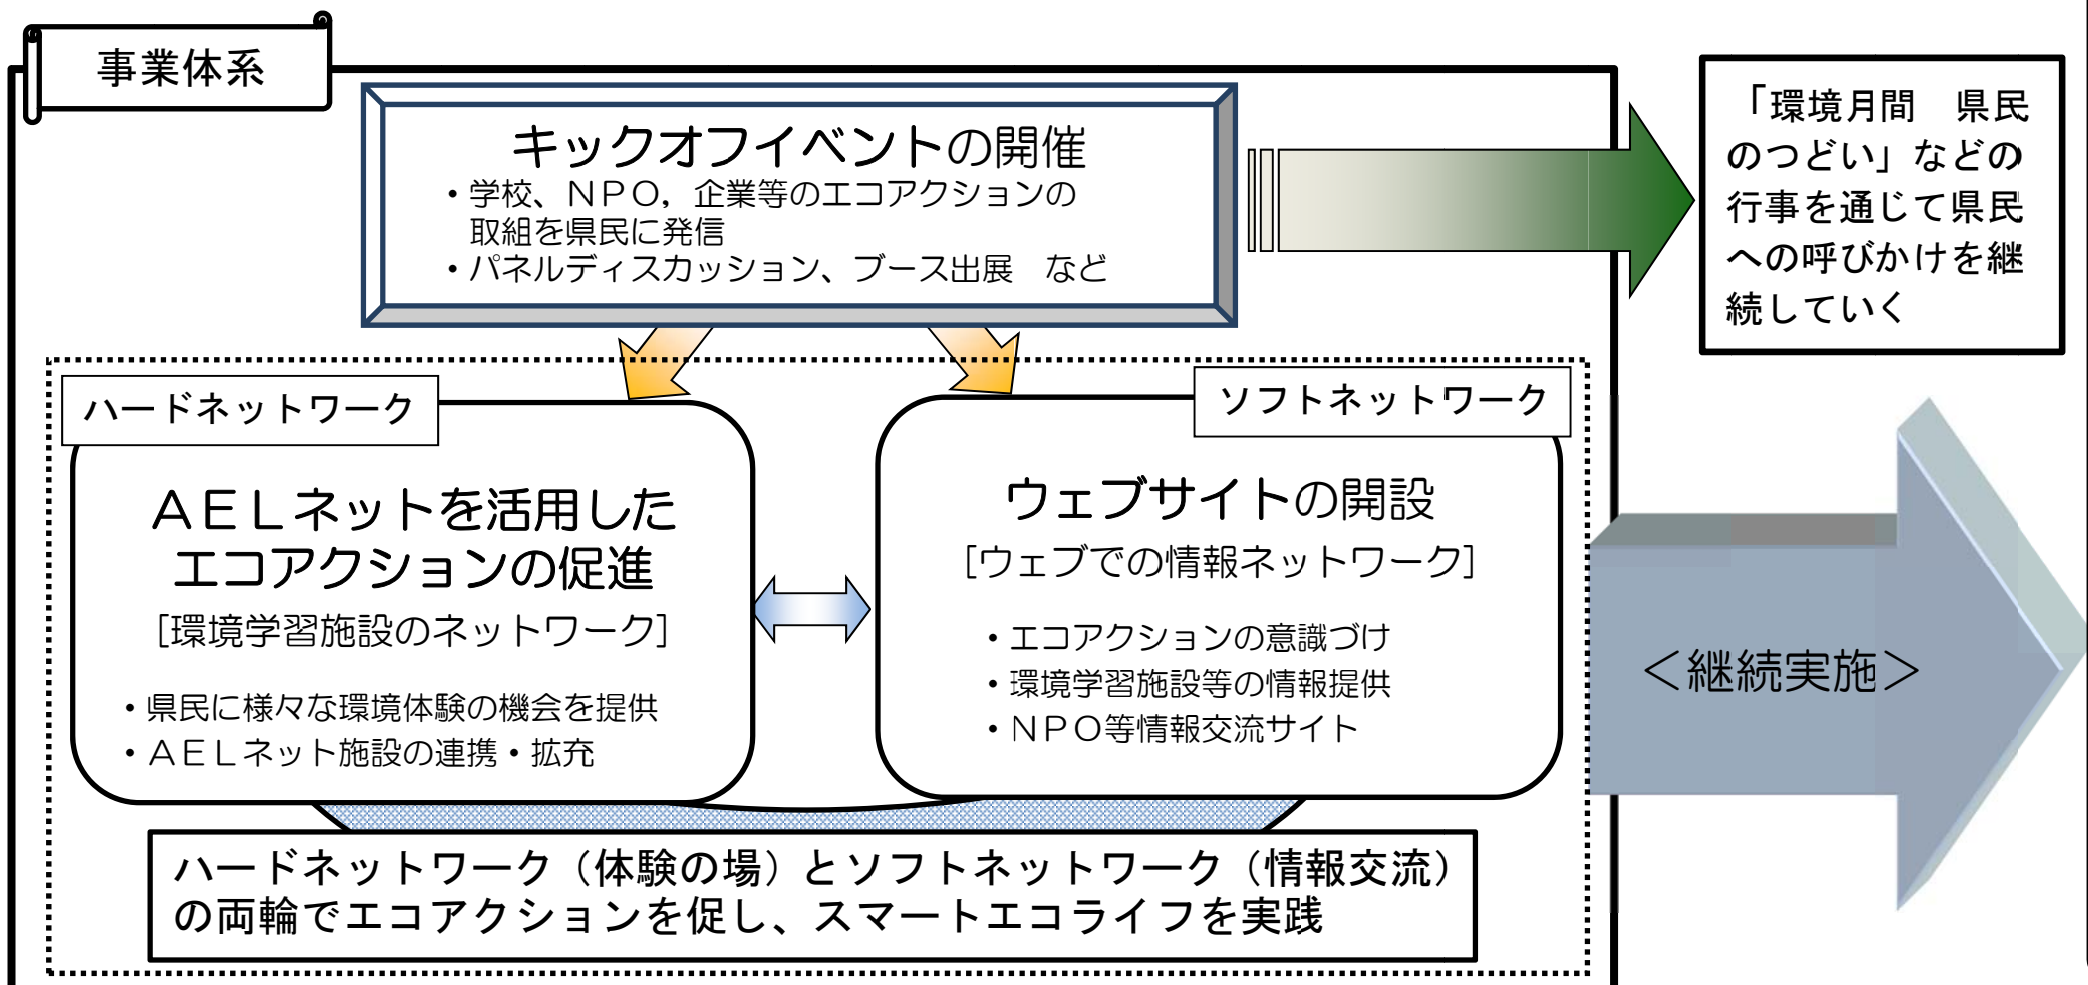 事業体系
キックオフイベントの開催
・学校、NPO，企業等のエコアクションの
取組を県民に発信
・パネルディスカッション、ブース出展　など
「環境月間　県民
のつどい」などの
行事を通じて県民
への呼びかけを継
続していく
ハードネットワーク
AELネットを活用した
エコアクションの促進
[環境学習施設のネットワーク]
・県民に様々な環境体験の機会を提供
・AELネット施設の連携・拡充
ソフトネットワーク
ウェブサイトの開設
[ウェブでの情報ネットワーク]
・エコアクションの意識づけ
・環境学習施設等の情報提供
・NPO等情報交流サイト
＜継続実施＞
ハードネットワーク（体験の場）とソフトネットワーク（情報交流）
の両輪でエコアクションを促し、スマートエコライフを実践